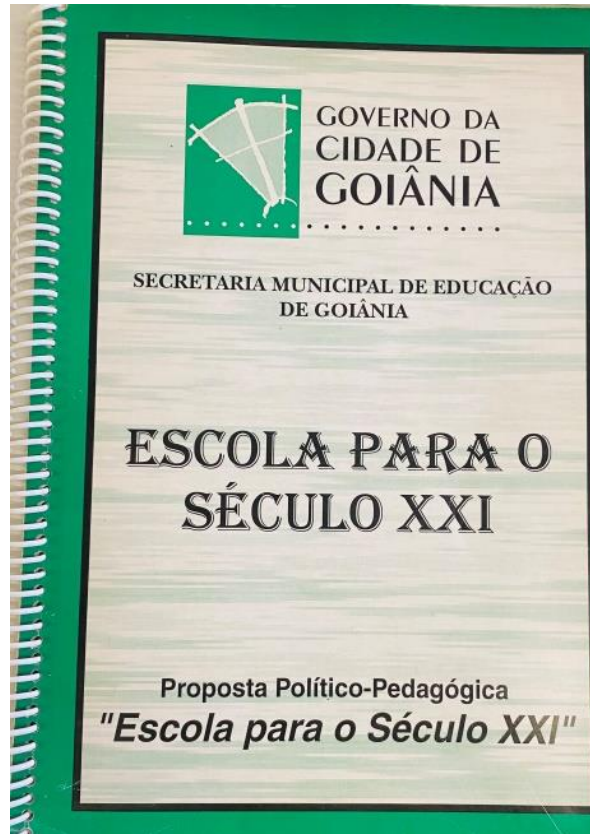 GOVERNO DA
CIDADE DE
GOIÂNIA
SECRETARIA MUNICIPAL DE EDUCAÇÃO
DE GOIÂNIA
ESCOLA PARA O
SÉCULO XXI
Proposta Político-Pedagógica
"Escola para o Século XXI"